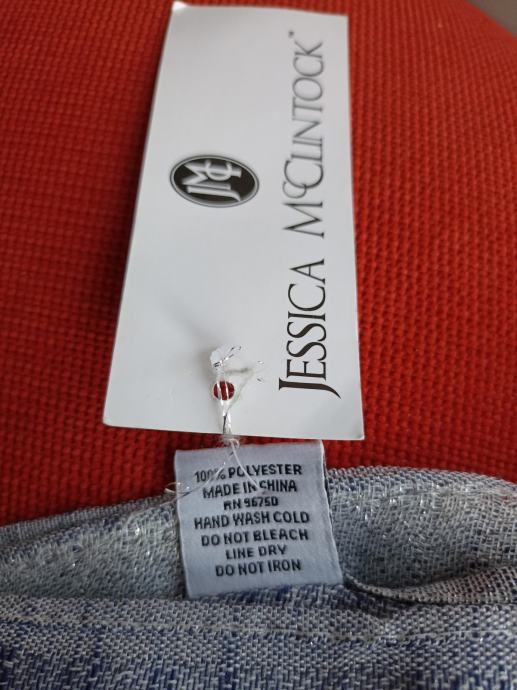 JESSICA McCLINTOCK™
JMC
100% POLYESTER
MADE IN CHINA
RN 96750
HAND WASH COLD
DO NOT BLEACH
LINE DRY
DO NOT IRON